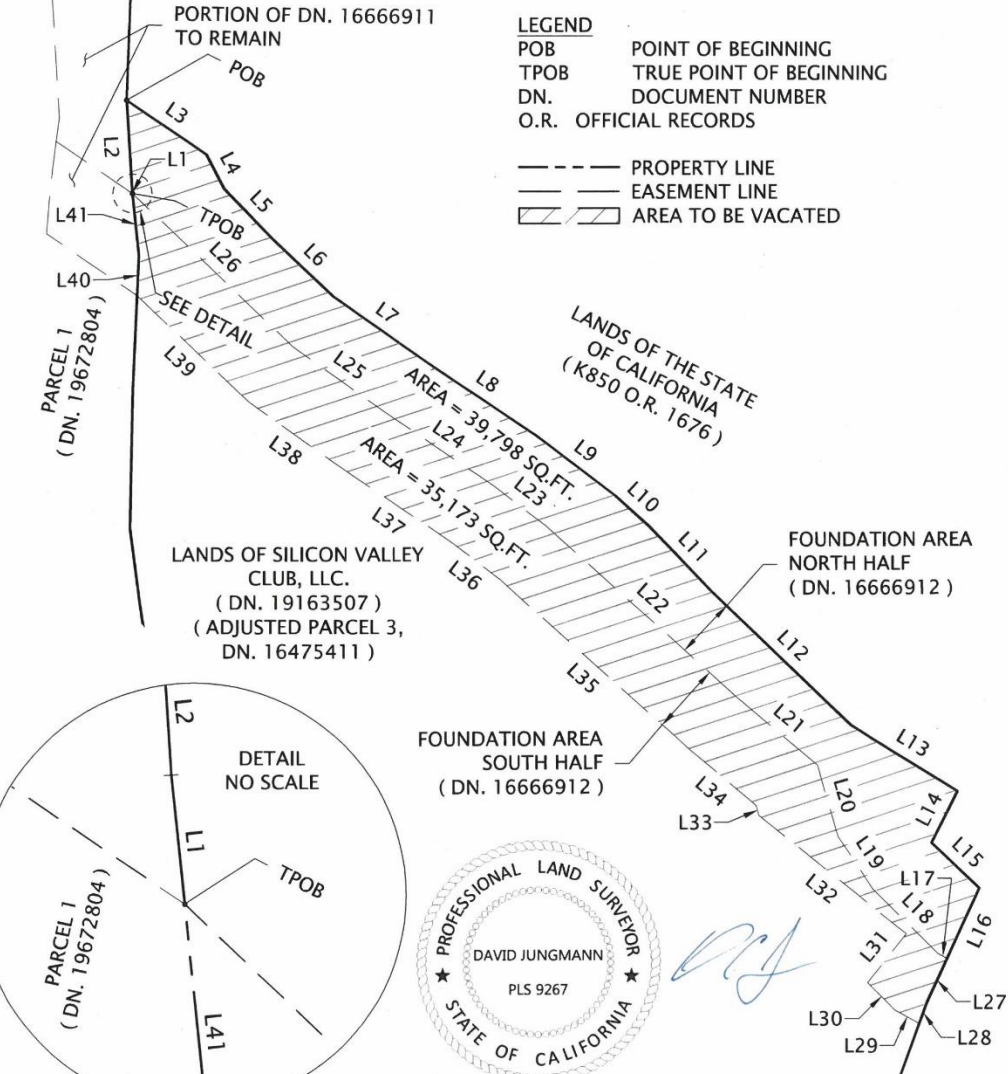 PORTION OF DN. 16666911
TO REMAIN
POB
LEGEND
POB POINT OF BEGINNING
TPOB TRUE POINT OF BEGINNING
DN. DOCUMENT NUMBER
O.R. OFFICIAL RECORDS
PROPERTY LINE
EASEMENT LINE
AREA TO BE VACATED
L3
L2
L1
L4
L41
TPOB
L5
L26
L6
L40
SEE DETAIL
L7
PARCEL 1
( DN. 19672804 )
L39
L25
LANDS OF THE STATE
OF CALIFORNIA
( K850 O.R. 1676 )
L8
AREA = 39,798 SQ.FT.
L24
L38
AREA = 35,173 SQ.FT.
L23
L9
L10
L37
L11
L36
LANDS OF SILICON VALLEY
CLUB, LLC.
( DN. 19163507 )
( ADJUSTED PARCEL 3,
DN. 16475411 )
FOUNDATION AREA
NORTH HALF
( DN. 16666912 )
L22
L12
L35
L21
L13
FOUNDATION AREA
SOUTH HALF
( DN. 16666912 )
L34
L33
L20
L14
L19
L15
L17
L32
L18
L16
L31
L30
L27
L29
L28
L2
DETAIL
NO SCALE
L1
TPOB
PARCEL 1
( DN. 19672804 )
L41
PROFESSIONAL LAND SURVEYOR
DAVID JUNGMANN
PLS 9267
STATE OF CALIFORNIA